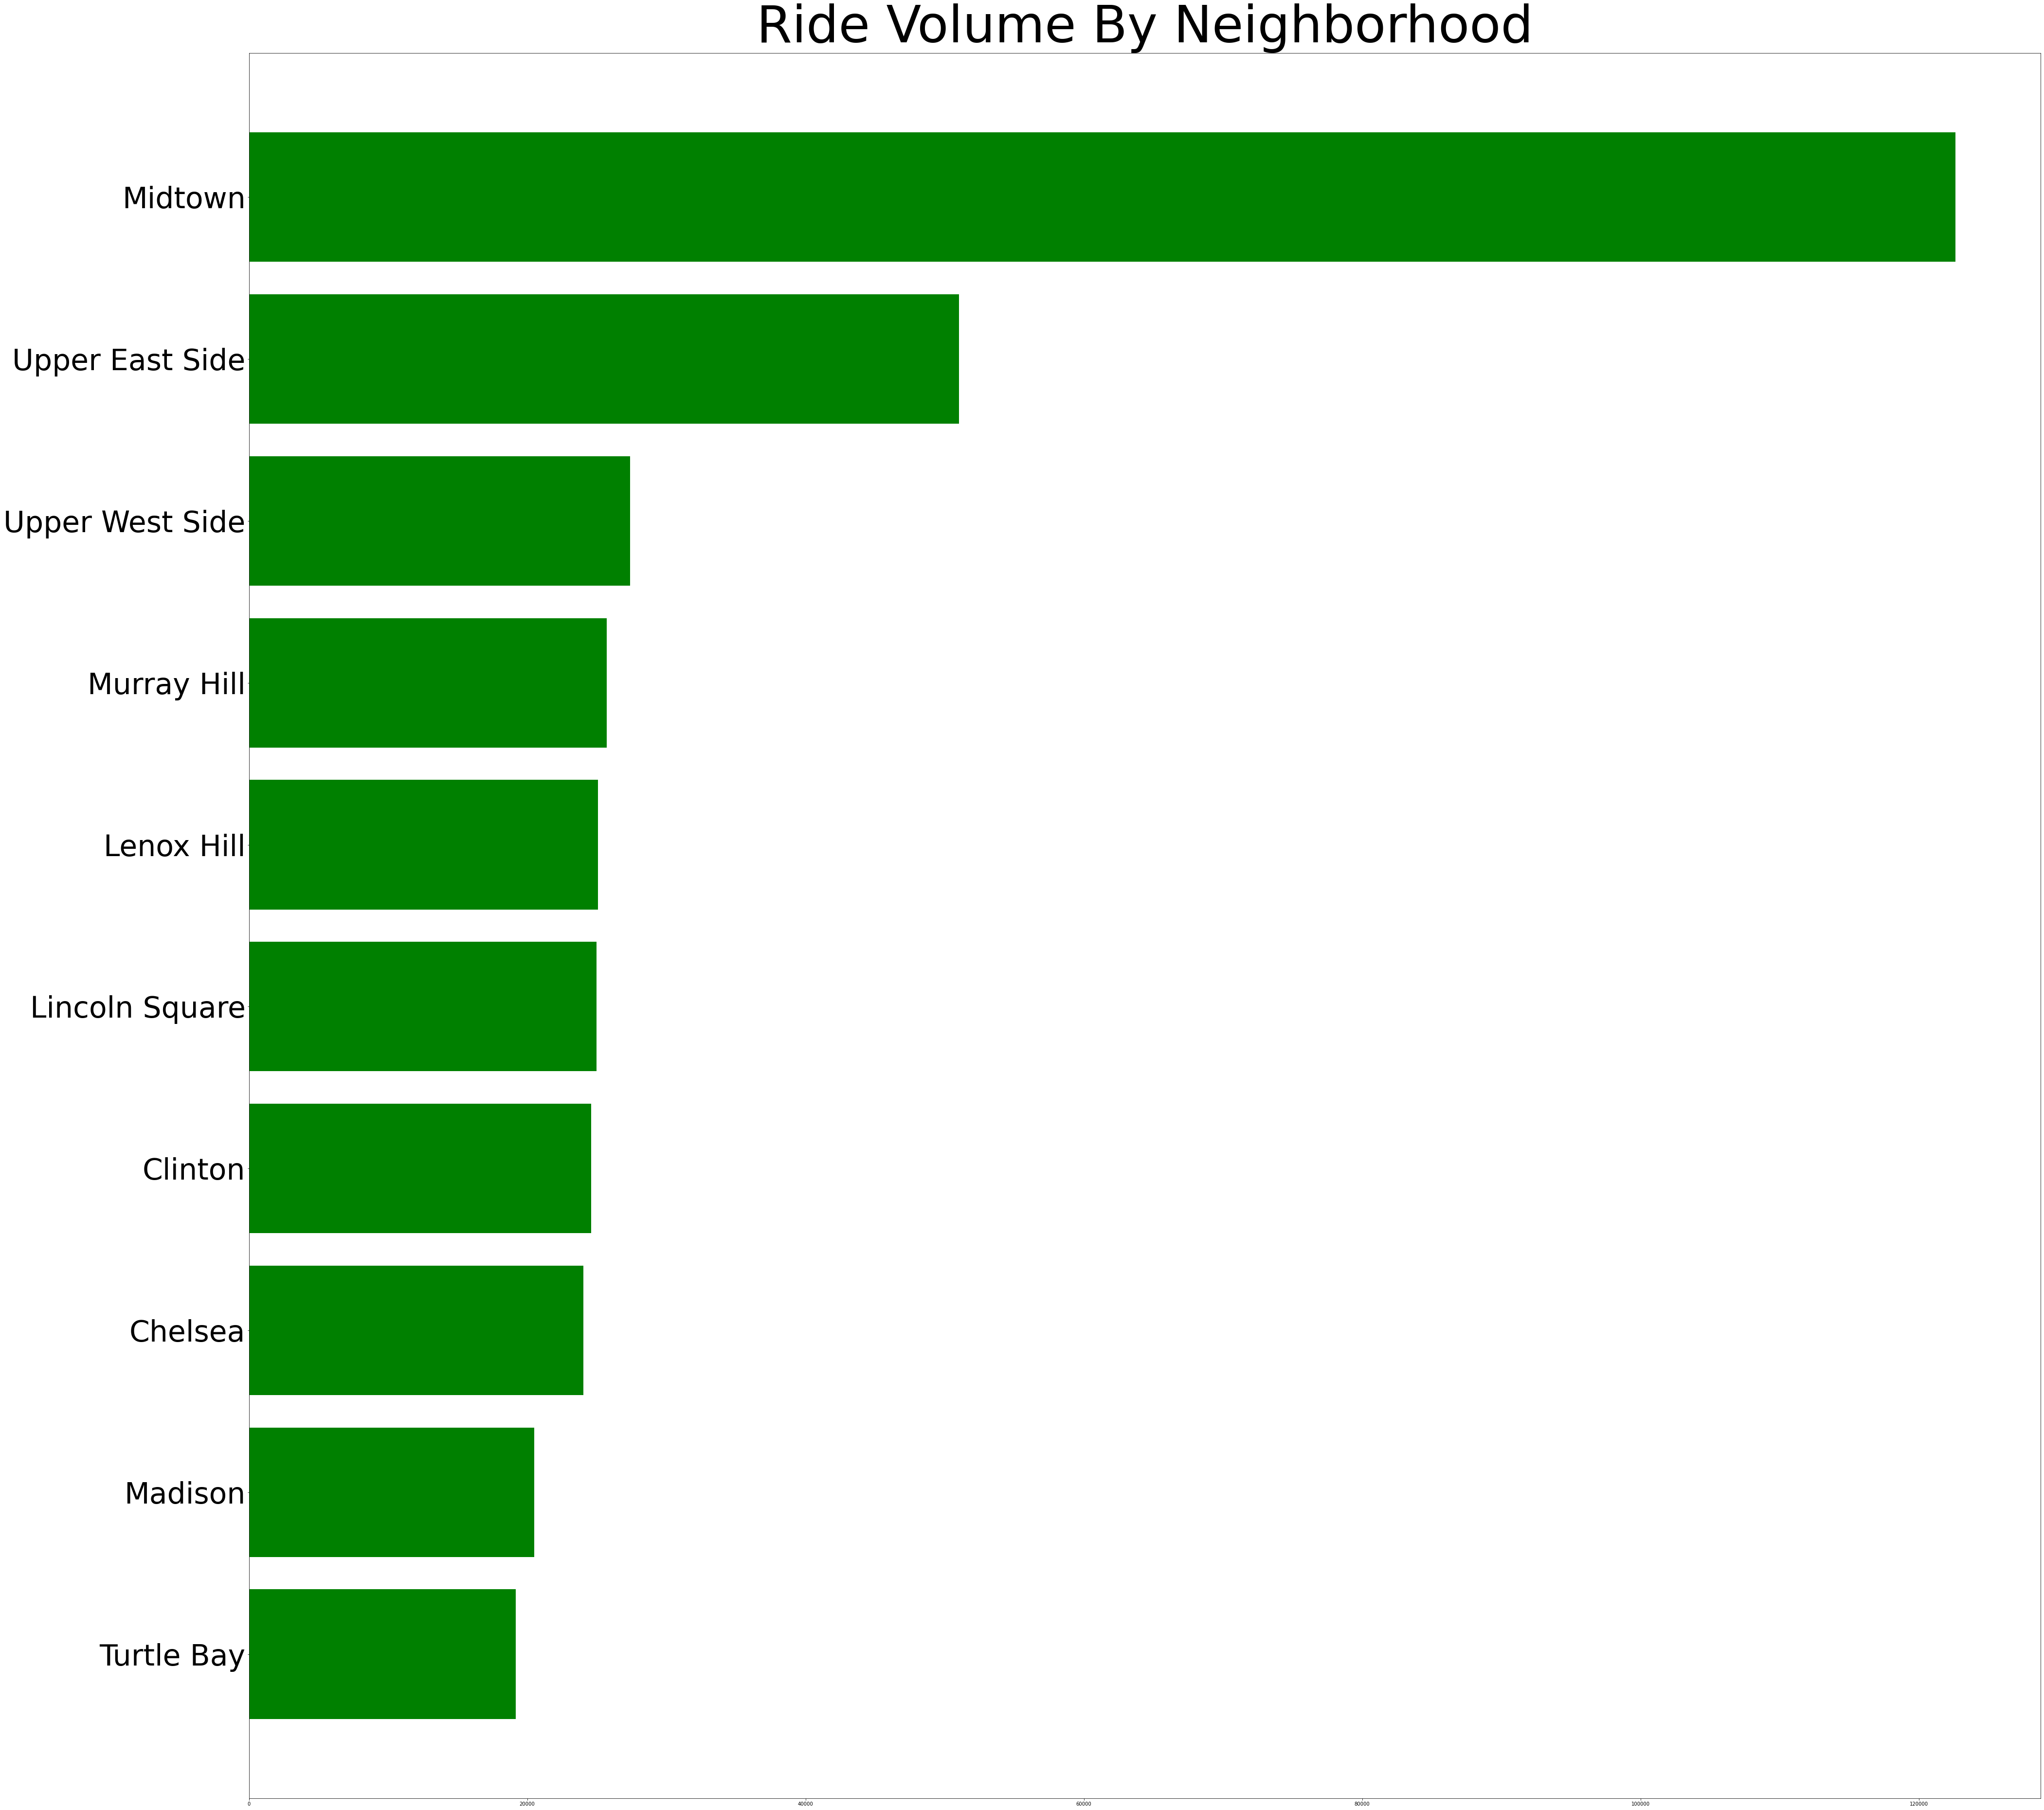 Ride Volume By Neighborhood
Midtown
Upper East Side
Upper West Side
Murray Hill
Lenox Hill
Lincoln Square
Clinton
Chelsea
Madison
Turtle Bay
0 20000 40000 60000 80000 100000 120000